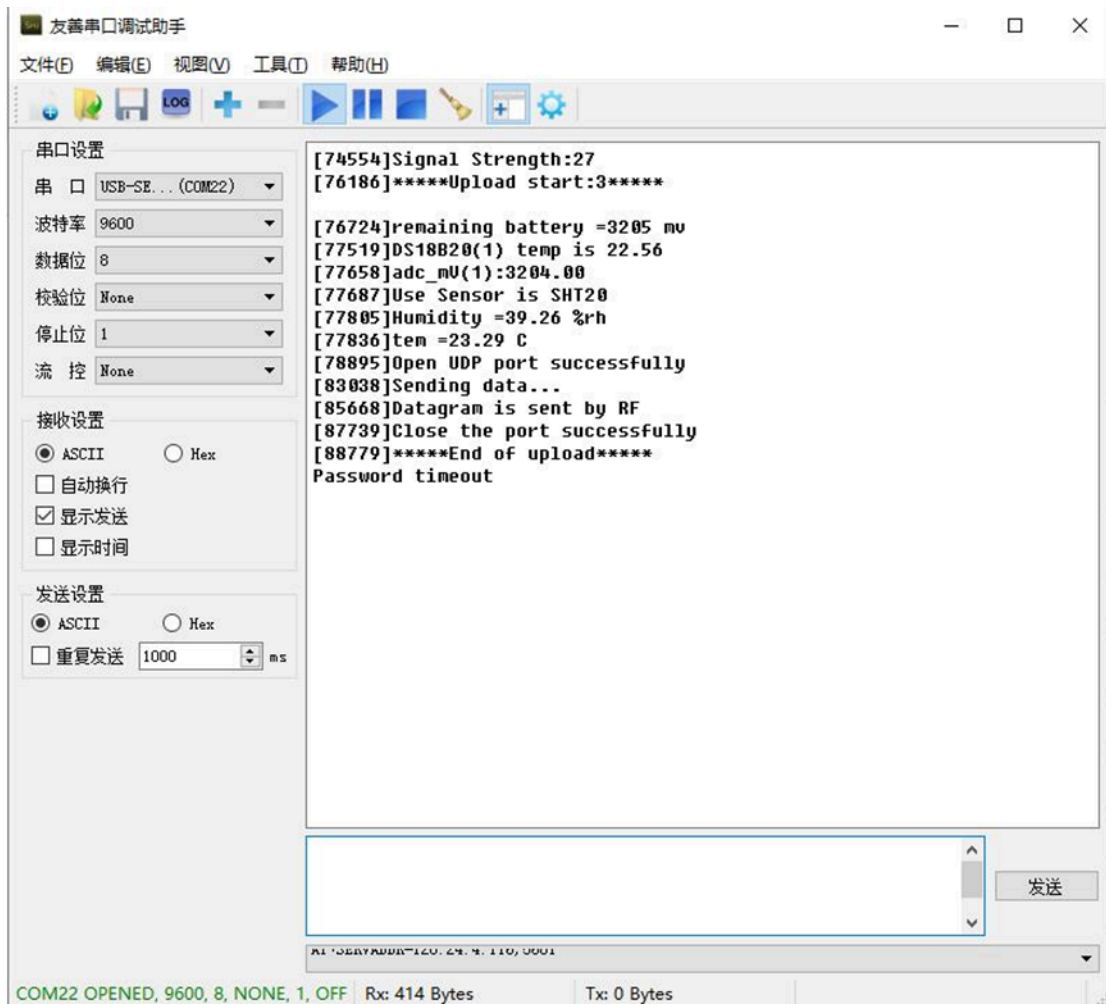 友善串口调试助手
文件(F) 编辑(E) 视图(V) 工具(T) 帮助(H)
LOG
串口设置
串 口 USB-SE...(COM22)
波特率 9600
数据位 8
校验位 None
停止位 1
流 控 None
接收设置
ASCII Hex
自动换行
显示发送
显示时间
发送设置
ASCII Hex
重复发送 1000 ms
[74554]Signal Strength:27
[76186]*****Upload start:3*****
[76724]remaining battery =3205 mv
[77519]DS18B20(1) temp is 22.56
[77658]adc_mV(1):3204.00
[77687]Use Sensor is SHT20
[77805]Humidity =39.26 %rh
[77836]tem =23.29 C
[78895]Open UDP port successfully
[83038]Sending data...
[85668]Datagram is sent by RF
[87739]Close the port successfully
[88779]*****End of upload*****
Password timeout
发送
COM22 OPENED, 9600, 8, NONE, 1, OFF Rx: 414 Bytes Tx: 0 Bytes